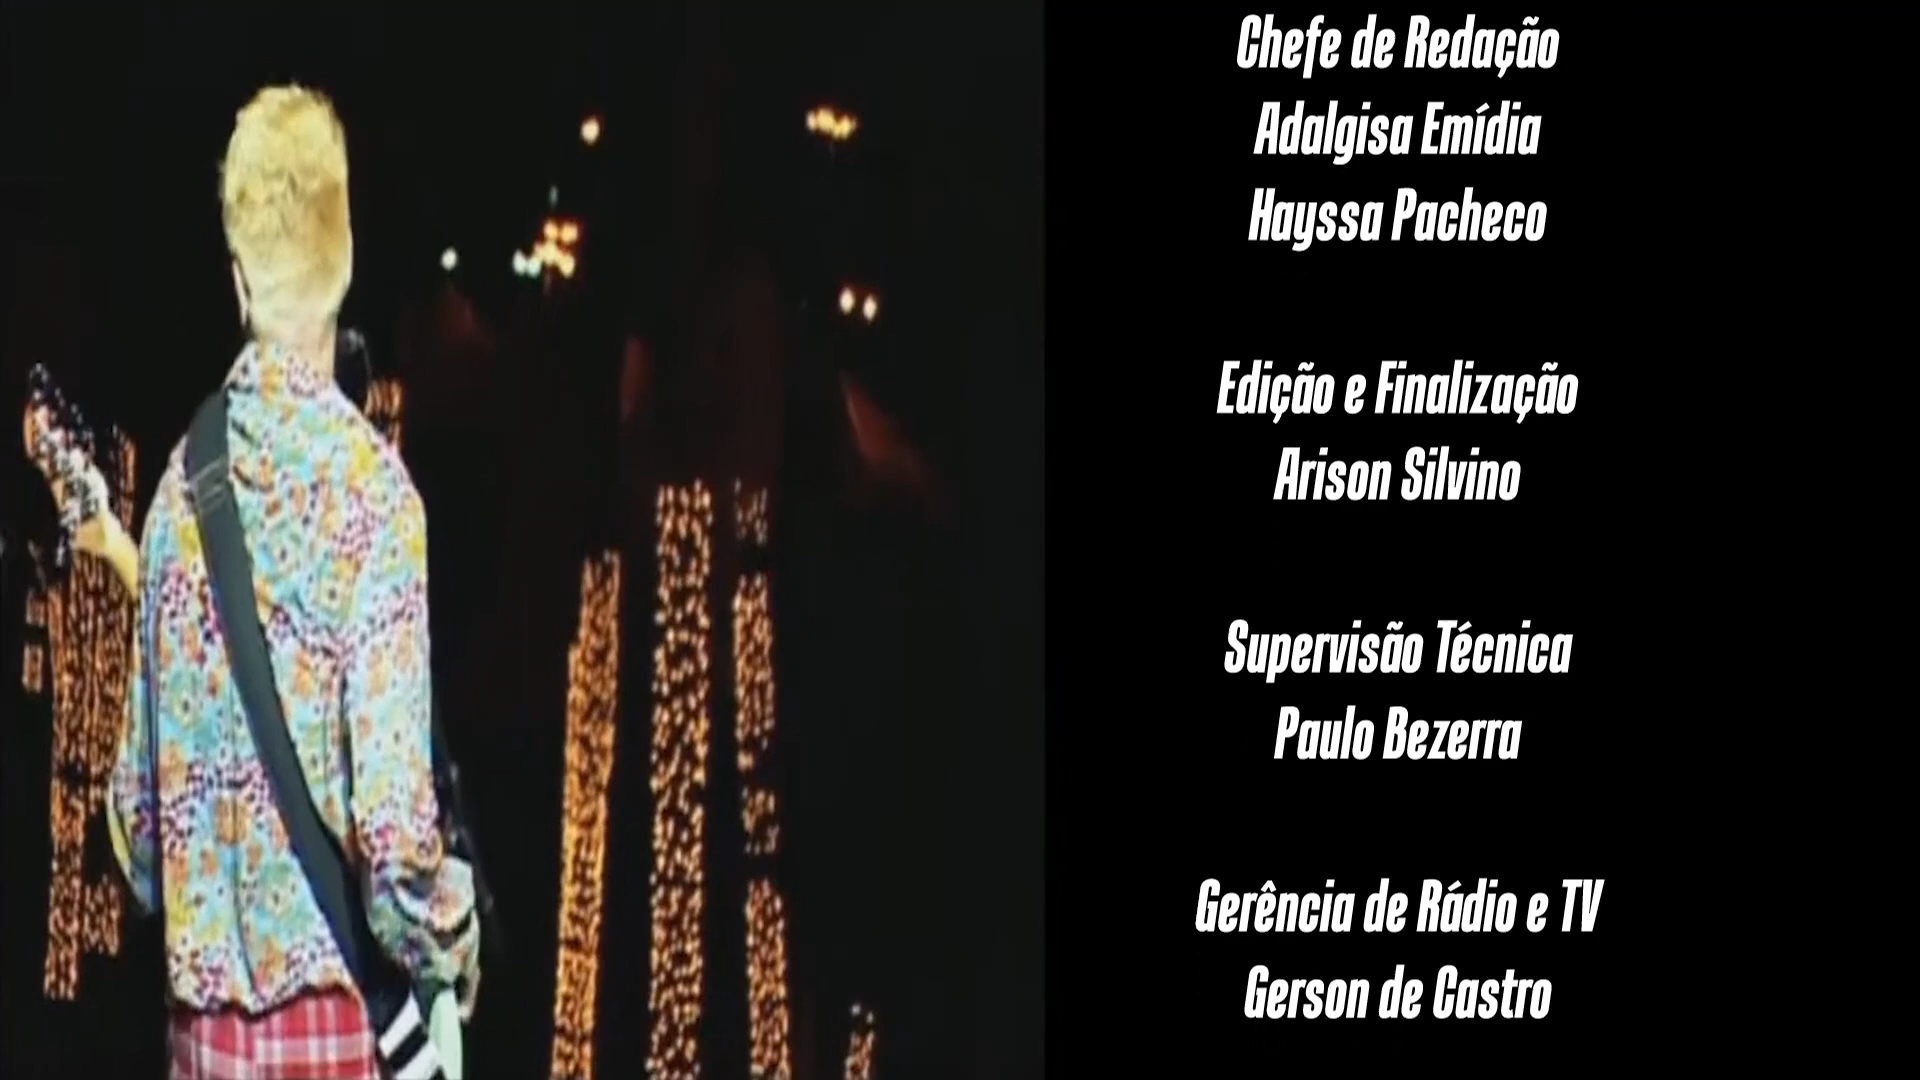 Chefe de Redação
Adalgisa Emídia
Hayssa Pacheco
Edição e Finalização
Arison Silvino
Supervisão Técnica
Paulo Bezerra
Gerência de Rádio e TV
Gerson de Castro